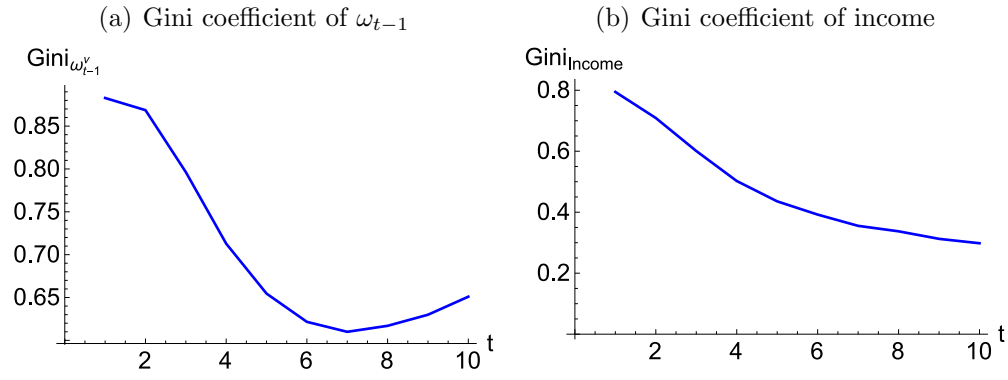 (a) Gini coefficient of ω_{t−1}
Gini_{ω^v_{t−1}}
0.85
0.80
0.75
0.70
0.65
2 4 6 8 10 t
(b) Gini coefficient of income
Gini_{Income}
0.8
0.6
0.4
0.2
2 4 6 8 10 t